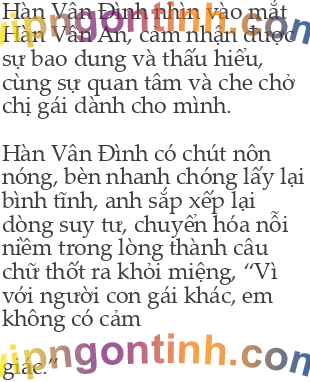 Hàn Vân Đình nhìn vào mắt
Hàn Vân An, cảm nhận được
sự bao dung và thấu hiểu,
cùng sự quan tâm và che chở
chị gái dành cho mình.
Hàn Vân Đình có chút nôn
nóng, bèn nhanh chóng lấy lại
bình tĩnh, anh sắp xếp lại
dòng suy tư, chuyển hóa nỗi
niềm trong lòng thành câu
chữ thốt ra khỏi miệng, “Vì
với người con gái khác, em
không có cảm
giác.”
vipngontinh.com
vipngontinh.com